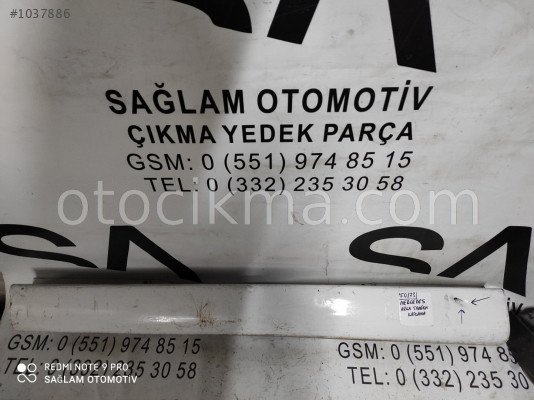 #1037886
SAĞLAM OTOMOTİV
ÇIKMA YEDEK PARÇA
GSM: 0 (551) 974 85 15
TEL: 0 (332) 235 30 58
otocikma.com
MERCEDES
GSM: 0 (551) 974 85 15
TEL: 0 (332) 235 30 58
GSM: 0 (551) 974 85
TEL: 0 (332) 235 30
REDMI NOTE 9 PRO
SAĞLAM OTOMOTİV